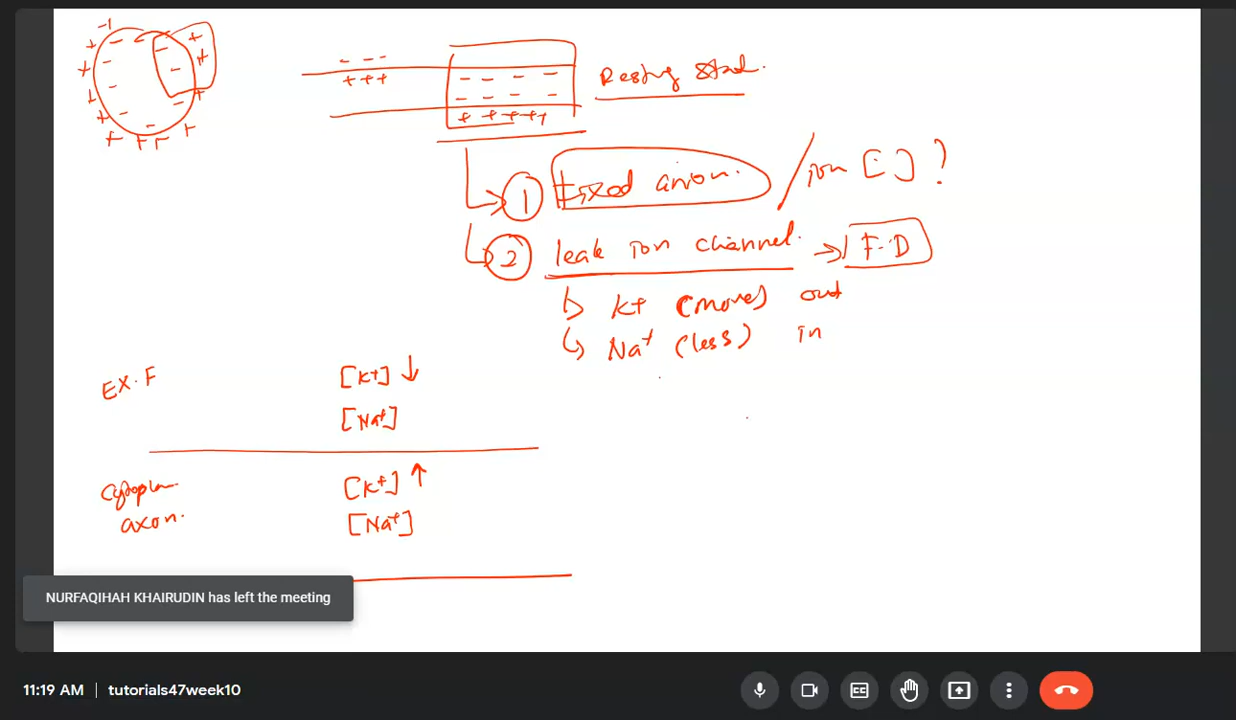 Resting state.
① Fixed anion. / ion [ ] ?
② leak ion channel. → F.D
↳ K+ (more) out
↳ Na+ (less) in
EX.F [K+] ↓
[Na+]
cytoplasm [K+] ↑
axon. [Na+]
NURFAQIHAH KHAIRUDIN has left the meeting
11:19 AM | tutorials47week10
CC